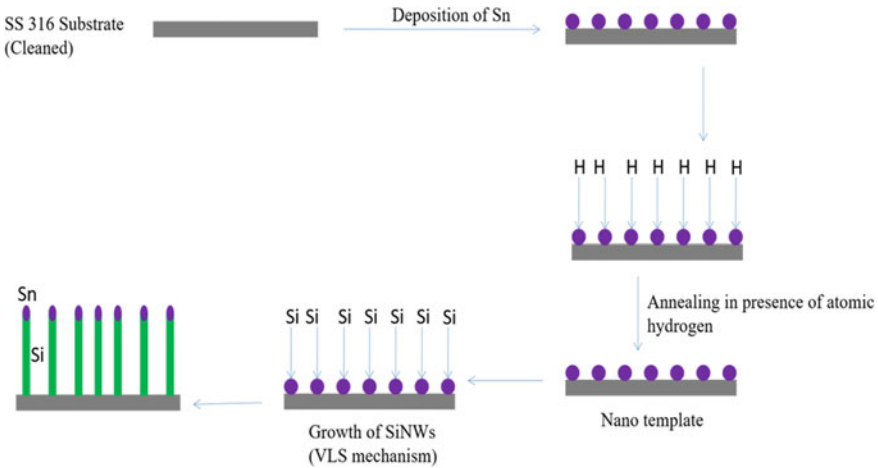 SS 316 Substrate
(Cleaned)
Deposition of Sn
H H H H H H H
Annealing in presence of atomic
hydrogen
Nano template
Si Si Si Si Si Si Si
Growth of SiNWs
(VLS mechanism)
Sn
Si